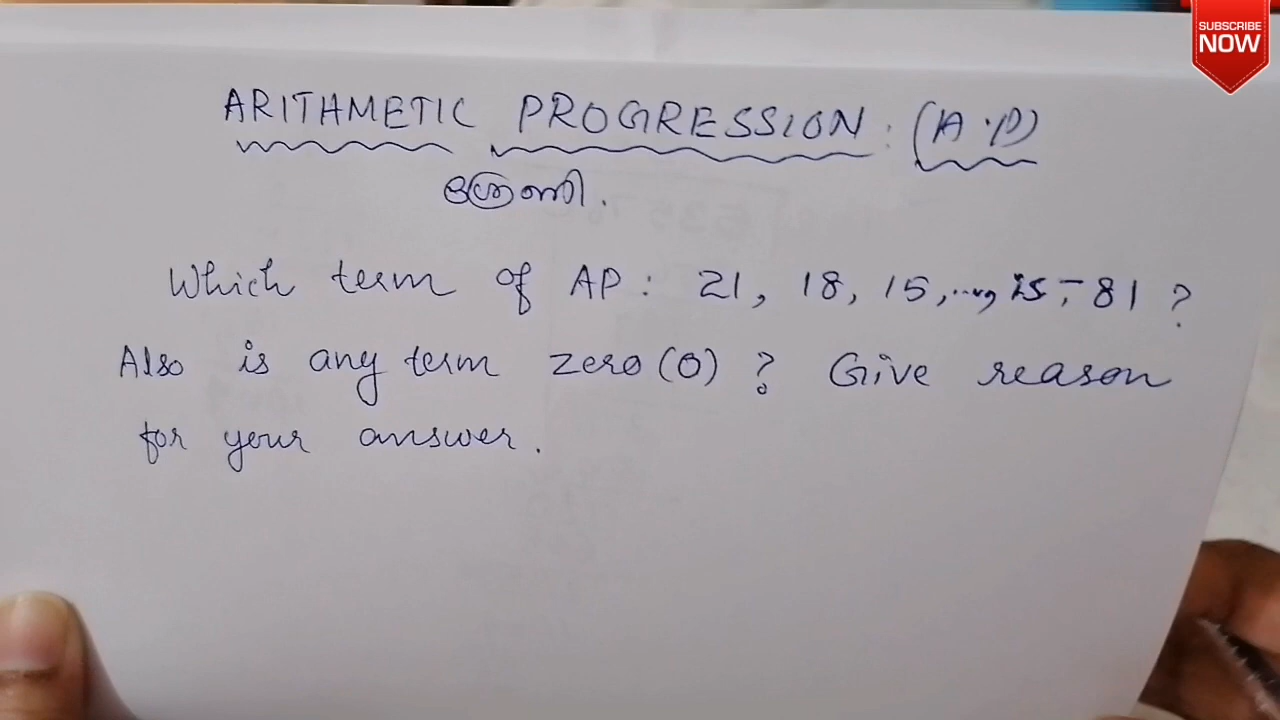 SUBSCRIBE
NOW
ARITHMETIC PROGRESSION : (A.P)
ശ്രേണി.
Which term of AP : 21, 18, 15, ..., is, -81 ?
Also is any term zero (0) ? Give reason
for your answer.